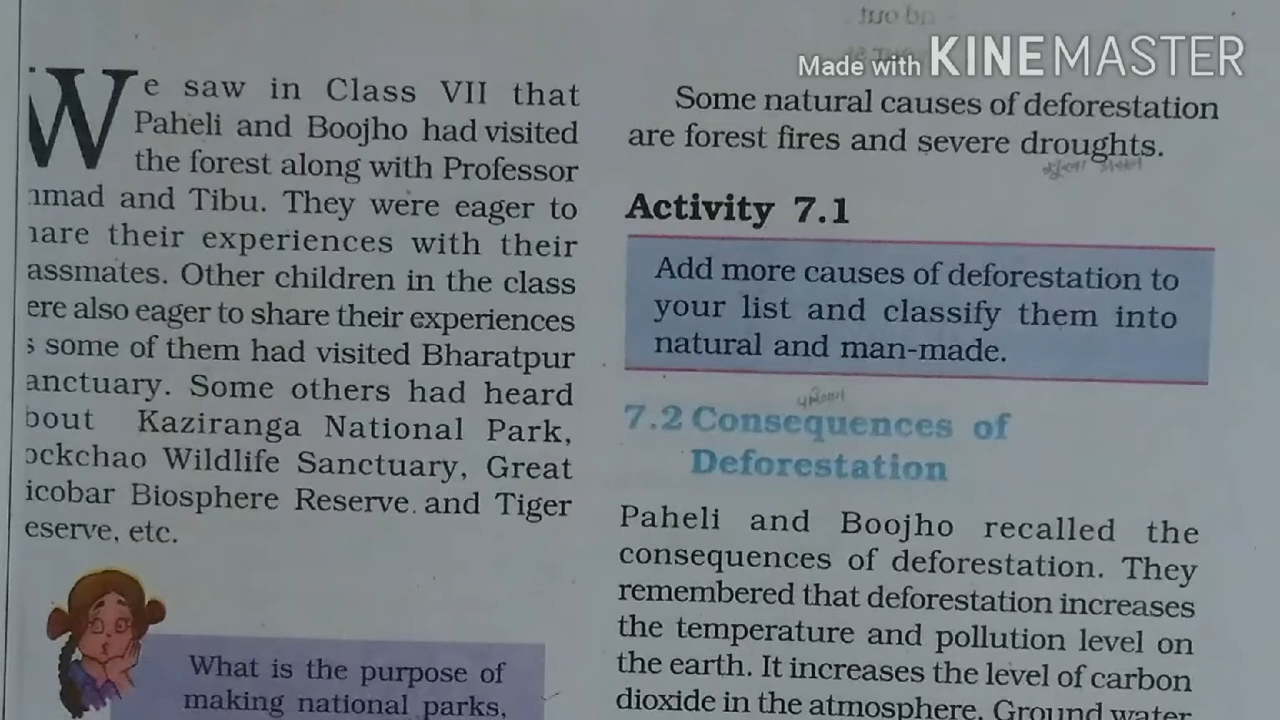 Made with KINEMASTER
We saw in Class VII that
Paheli and Boojho had visited
the forest along with Professor
mad and Tibu. They were eager to
are their experiences with their
assmates. Other children in the class
ere also eager to share their experiences
s some of them had visited Bharatpur
anctuary. Some others had heard
bout Kaziranga National Park,
ockchao Wildlife Sanctuary, Great
icobar Biosphere Reserve and Tiger
eserve, etc.
What is the purpose of
making national parks,
Some natural causes of deforestation
are forest fires and severe droughts.
Activity 7.1
Add more causes of deforestation to
your list and classify them into
natural and man-made.
7.2 Consequences of
Deforestation
Paheli and Boojho recalled the
consequences of deforestation. They
remembered that deforestation increases
the temperature and pollution level on
the earth. It increases the level of carbon
dioxide in the atmosphere. Ground water